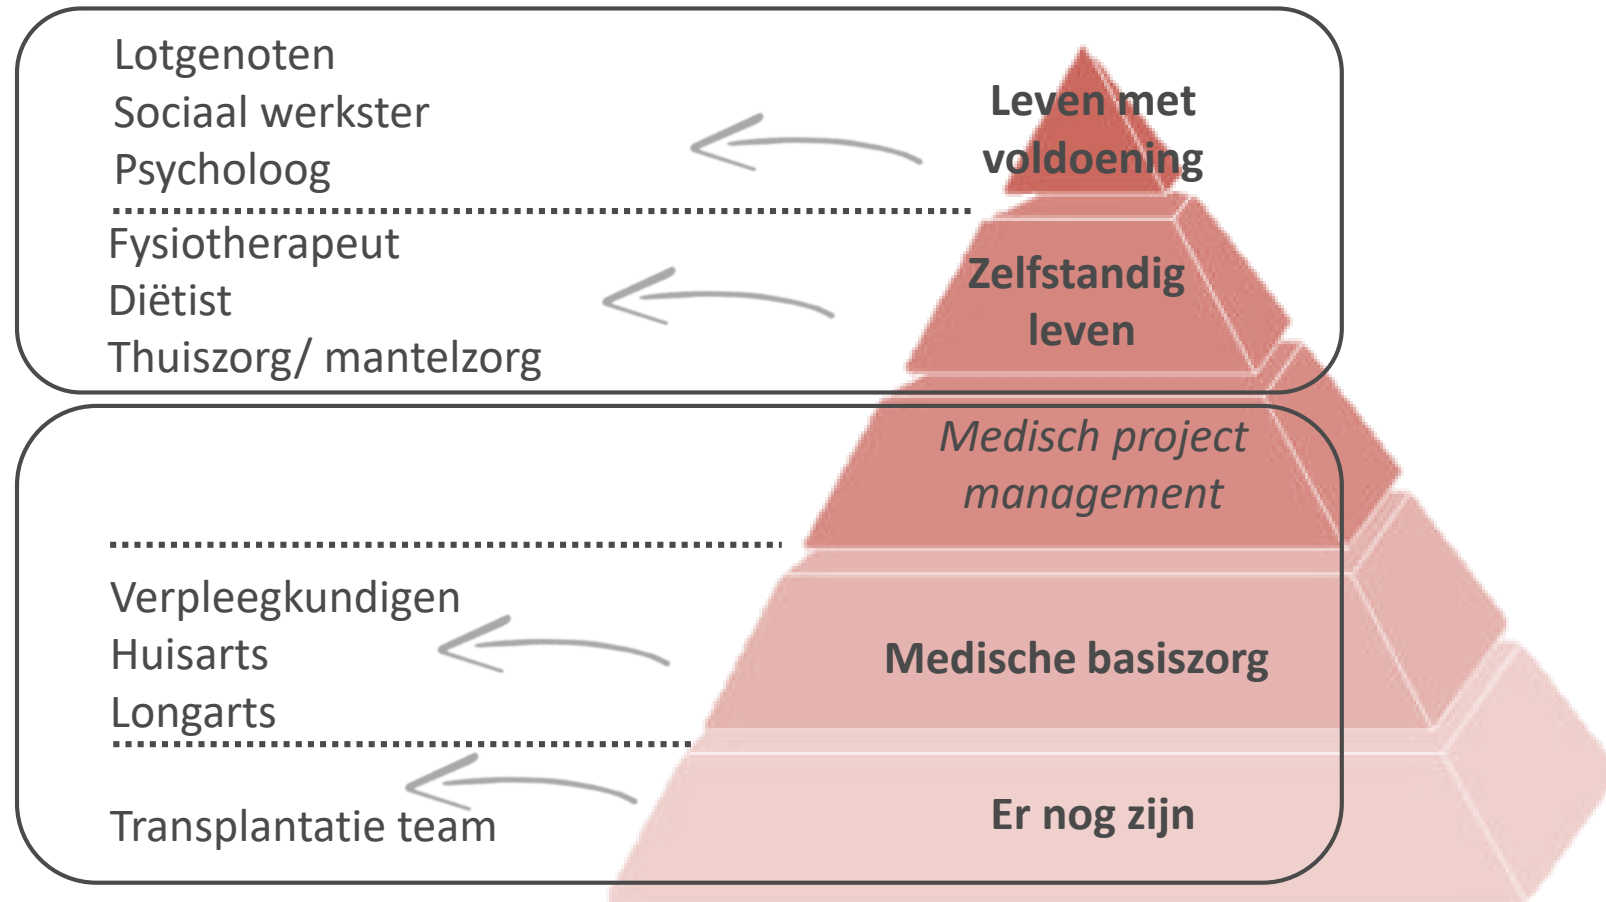 Lotgenoten
Sociaal werkster
Psycholoog
Leven met
voldoening
Fysiotherapeut
Diëtist
Thuiszorg/ mantelzorg
Zelfstandig
leven
Medisch project
management
Verpleegkundigen
Huisarts
Longarts
Medische basiszorg
Transplantatie team
Er nog zijn